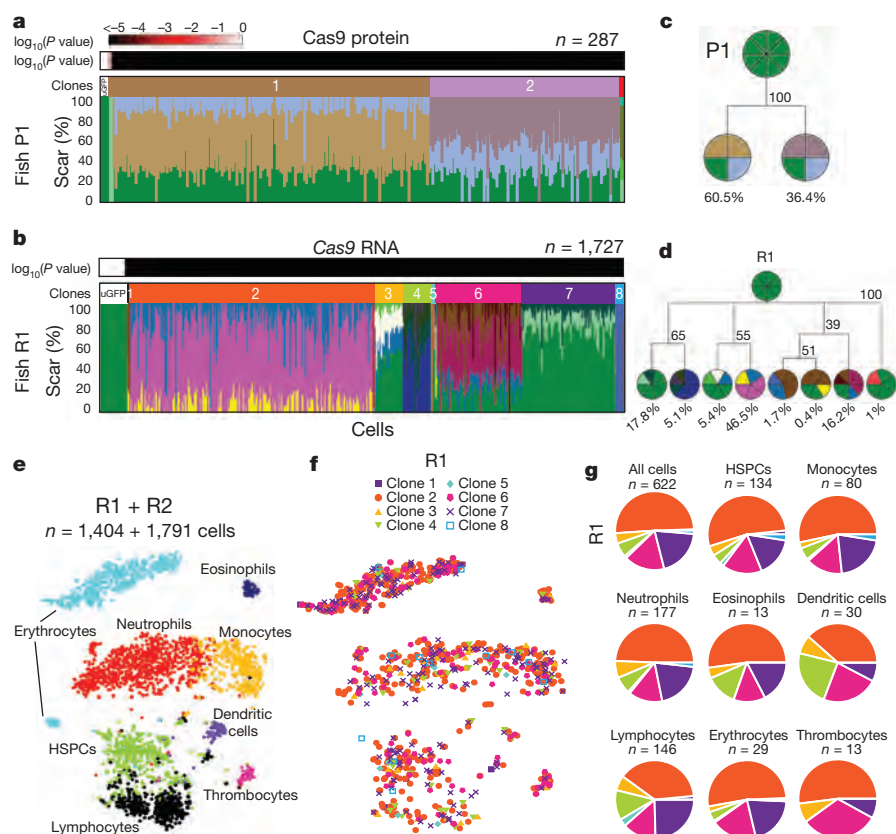 a
<−5 −4 −3 −2 −1 0
log10(P value)
Cas9 protein
n = 287
log10(P value)
Clones uGFP 1 2
Fish P1
Scar (%)
100
80
60
40
20
0
b
Cas9 RNA
n = 1,727
log10(P value)
Clones uGFP 1 2 3 4 5 6 7 8
Fish R1
Scar (%)
100
80
60
40
20
0
Cells
c
P1
100
60.5% 36.4%
d
R1
100
39
65 55
51
17.8% 5.1% 5.4% 46.5% 1.7% 0.4% 16.2% 1%
e
R1 + R2
n = 1,404 + 1,791 cells
Eosinophils
Erythrocytes
Neutrophils
Monocytes
Dendritic
cells
HSPCs
Thrombocytes
Lymphocytes
f
R1
Clone 1 Clone 5
Clone 2 Clone 6
Clone 3 Clone 7
Clone 4 Clone 8
g
R1
All cells
n = 622
HSPCs
n = 134
Monocytes
n = 80
Neutrophils
n = 177
Eosinophils
n = 13
Dendritic cells
n = 30
Lymphocytes
n = 146
Erythrocytes
n = 29
Thrombocytes
n = 13